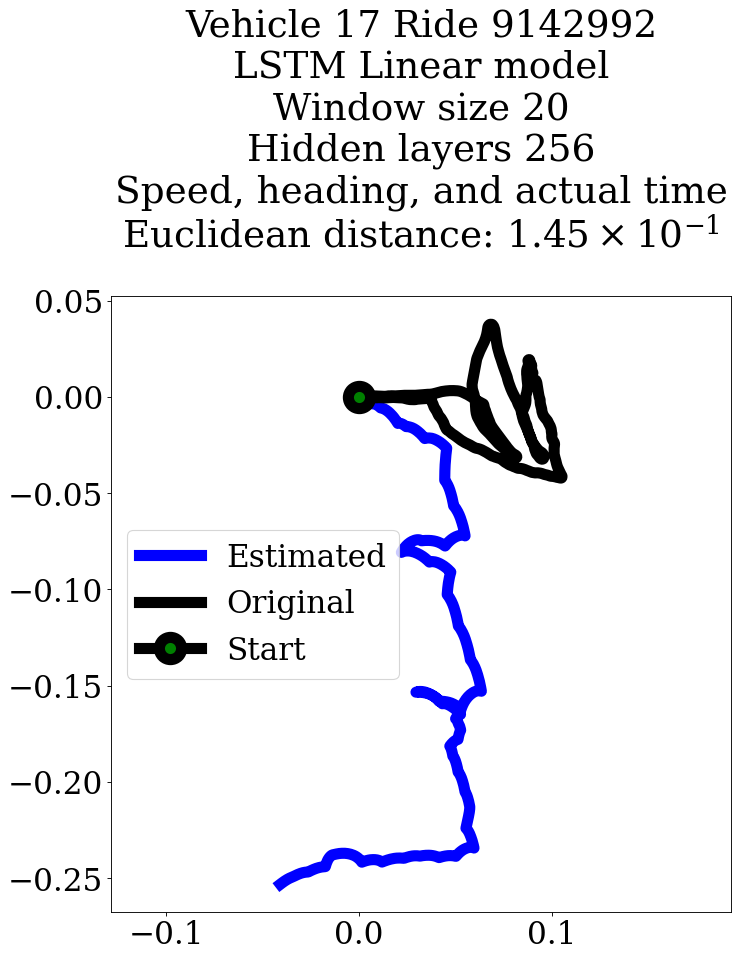 Vehicle 17 Ride 9142992
LSTM Linear model
Window size 20
Hidden layers 256
Speed, heading, and actual time
Euclidean distance: 1.45 × 10⁻¹
0.05
0.00
−0.05
−0.10
−0.15
−0.20
−0.25
Estimated
Original
Start
−0.1 0.0 0.1